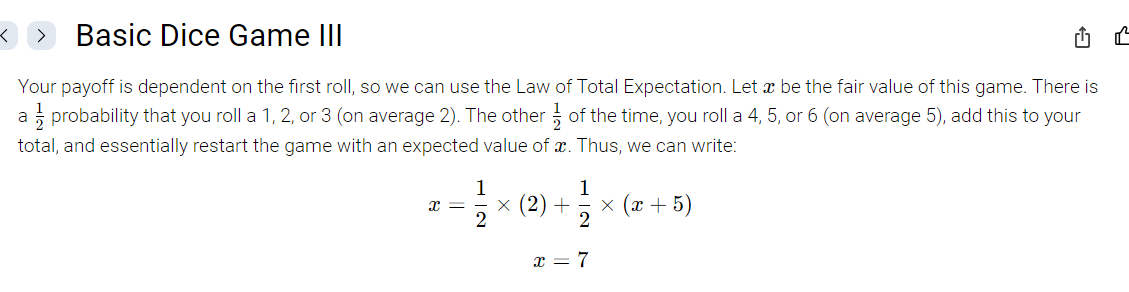 < > Basic Dice Game III
Your payoff is dependent on the first roll, so we can use the Law of Total Expectation. Let x be the fair value of this game. There is
a 1/2 probability that you roll a 1, 2, or 3 (on average 2). The other 1/2 of the time, you roll a 4, 5, or 6 (on average 5), add this to your
total, and essentially restart the game with an expected value of x. Thus, we can write:
x = 1/2 × (2) + 1/2 × (x + 5)
x = 7